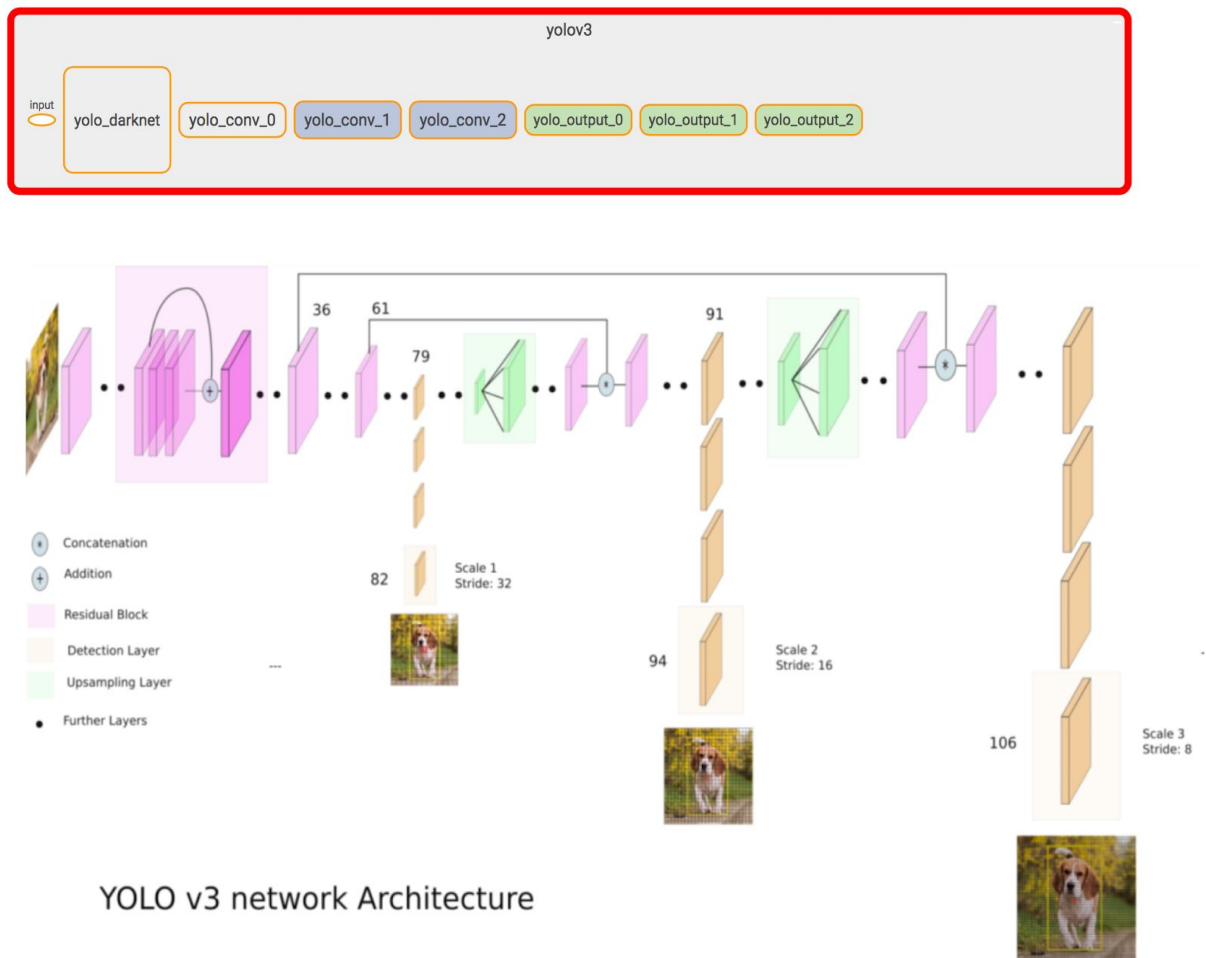 yolov3
input
yolo_darknet
yolo_conv_0
yolo_conv_1
yolo_conv_2
yolo_output_0
yolo_output_1
yolo_output_2
36
61
91
79
*
*
+
* Concatenation
+ Addition
Residual Block
Detection Layer
Upsampling Layer
Further Layers
---
82
Scale 1
Stride: 32
94
Scale 2
Stride: 16
106
Scale 3
Stride: 8
-
YOLO v3 network Architecture